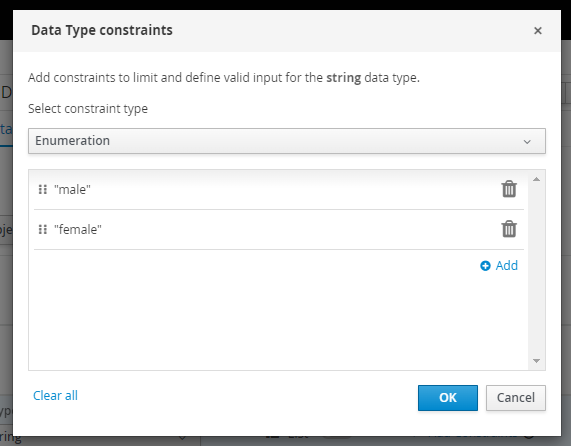 Data Type constraints
Add constraints to limit and define valid input for the string data type.
Select constraint type
Enumeration
"male"
"female"
Add
Clear all
OK
Cancel